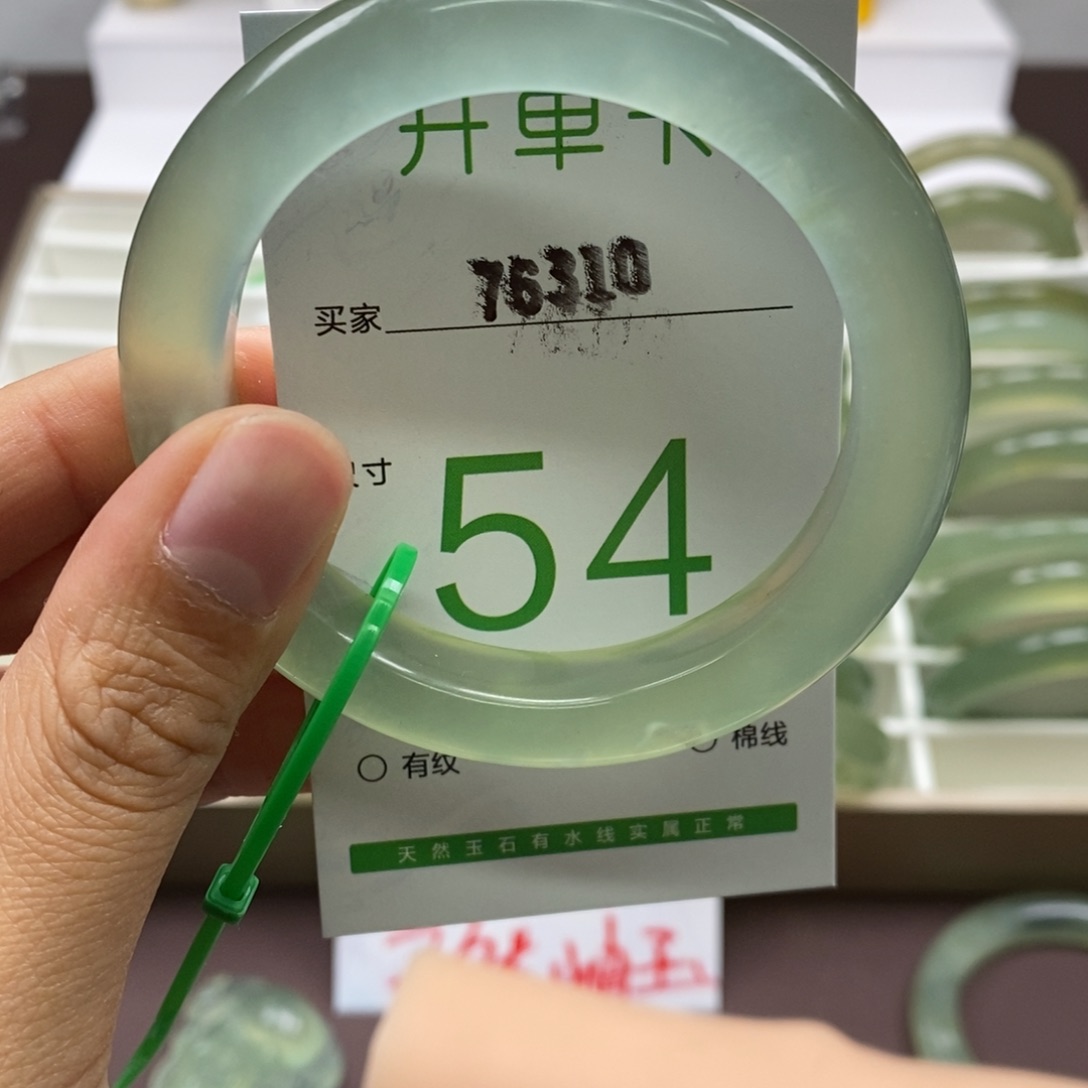 开单卡
买家 76310
尺寸 54
有纹 棉线
天然玉石有水线实属正常